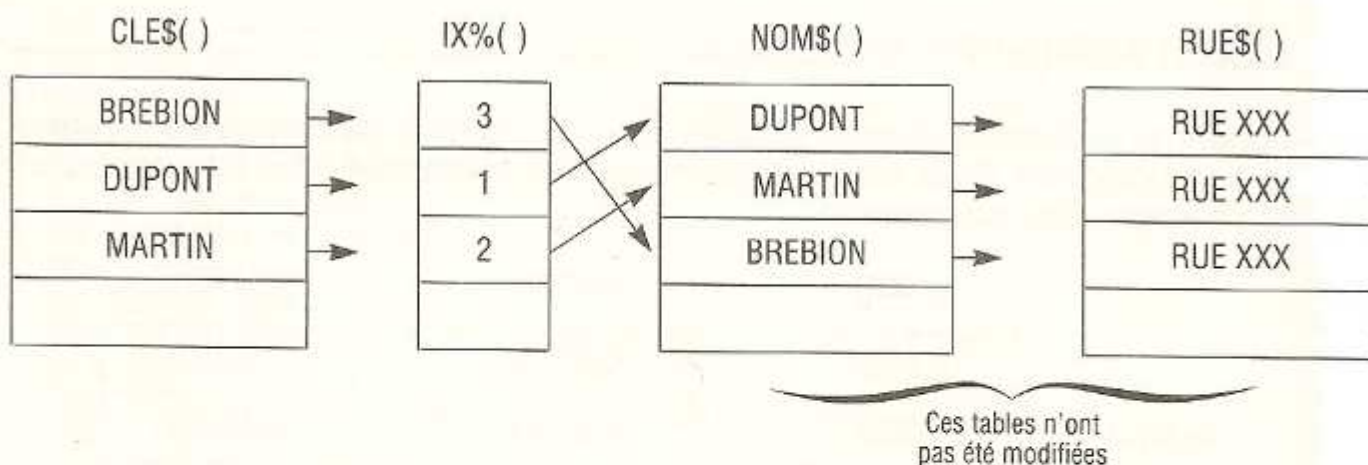 CLE$( ) IX%( ) NOM$( ) RUE$( )
BREBION 3 DUPONT RUE XXX
DUPONT 1 MARTIN RUE XXX
MARTIN 2 BREBION RUE XXX
Ces tables n'ont
pas été modifiées